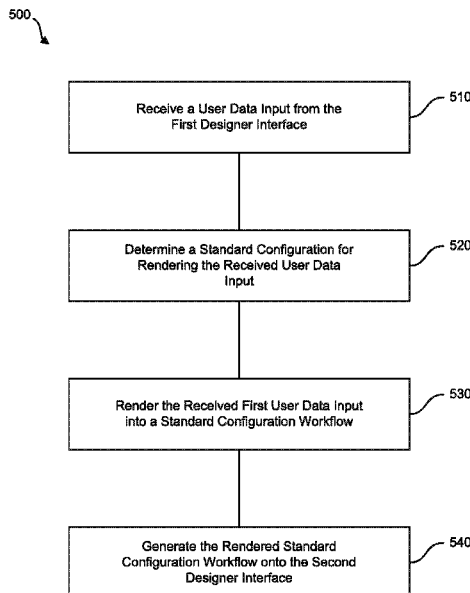 500
Receive a User Data Input from the
First Designer Interface
510
Determine a Standard Configuration for
Rendering the Received User Data
Input
520
Render the Received First User Data Input
into a Standard Configuration Workflow
530
Generate the Rendered Standard
Configuration Workflow onto the Second
Designer Interface
540